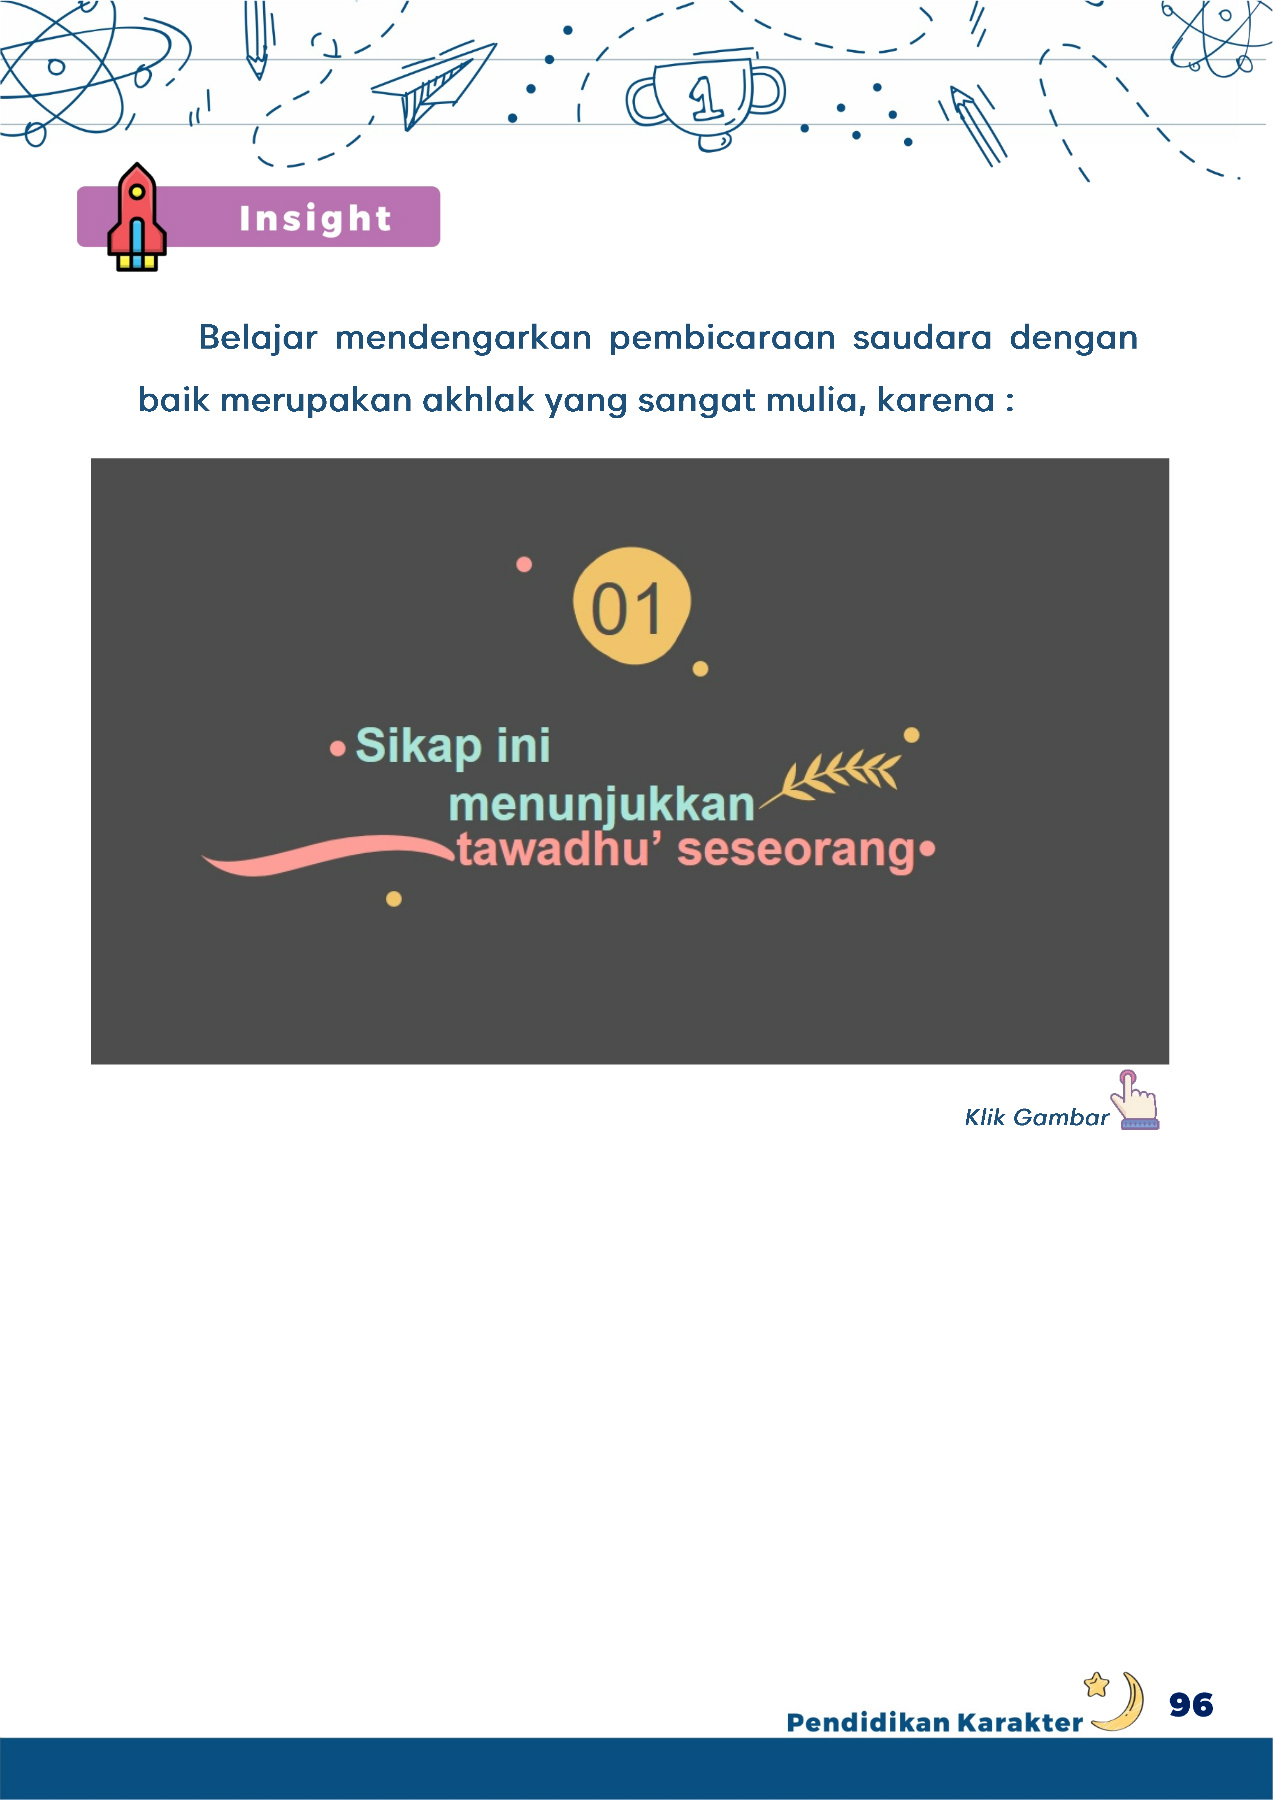 1
Insight
Belajar mendengarkan pembicaraan saudara dengan
baik merupakan akhlak yang sangat mulia, karena :
01
Sikap ini
menunjukkan
tawadhu’ seseorang
Klik Gambar
Pendidikan Karakter
96